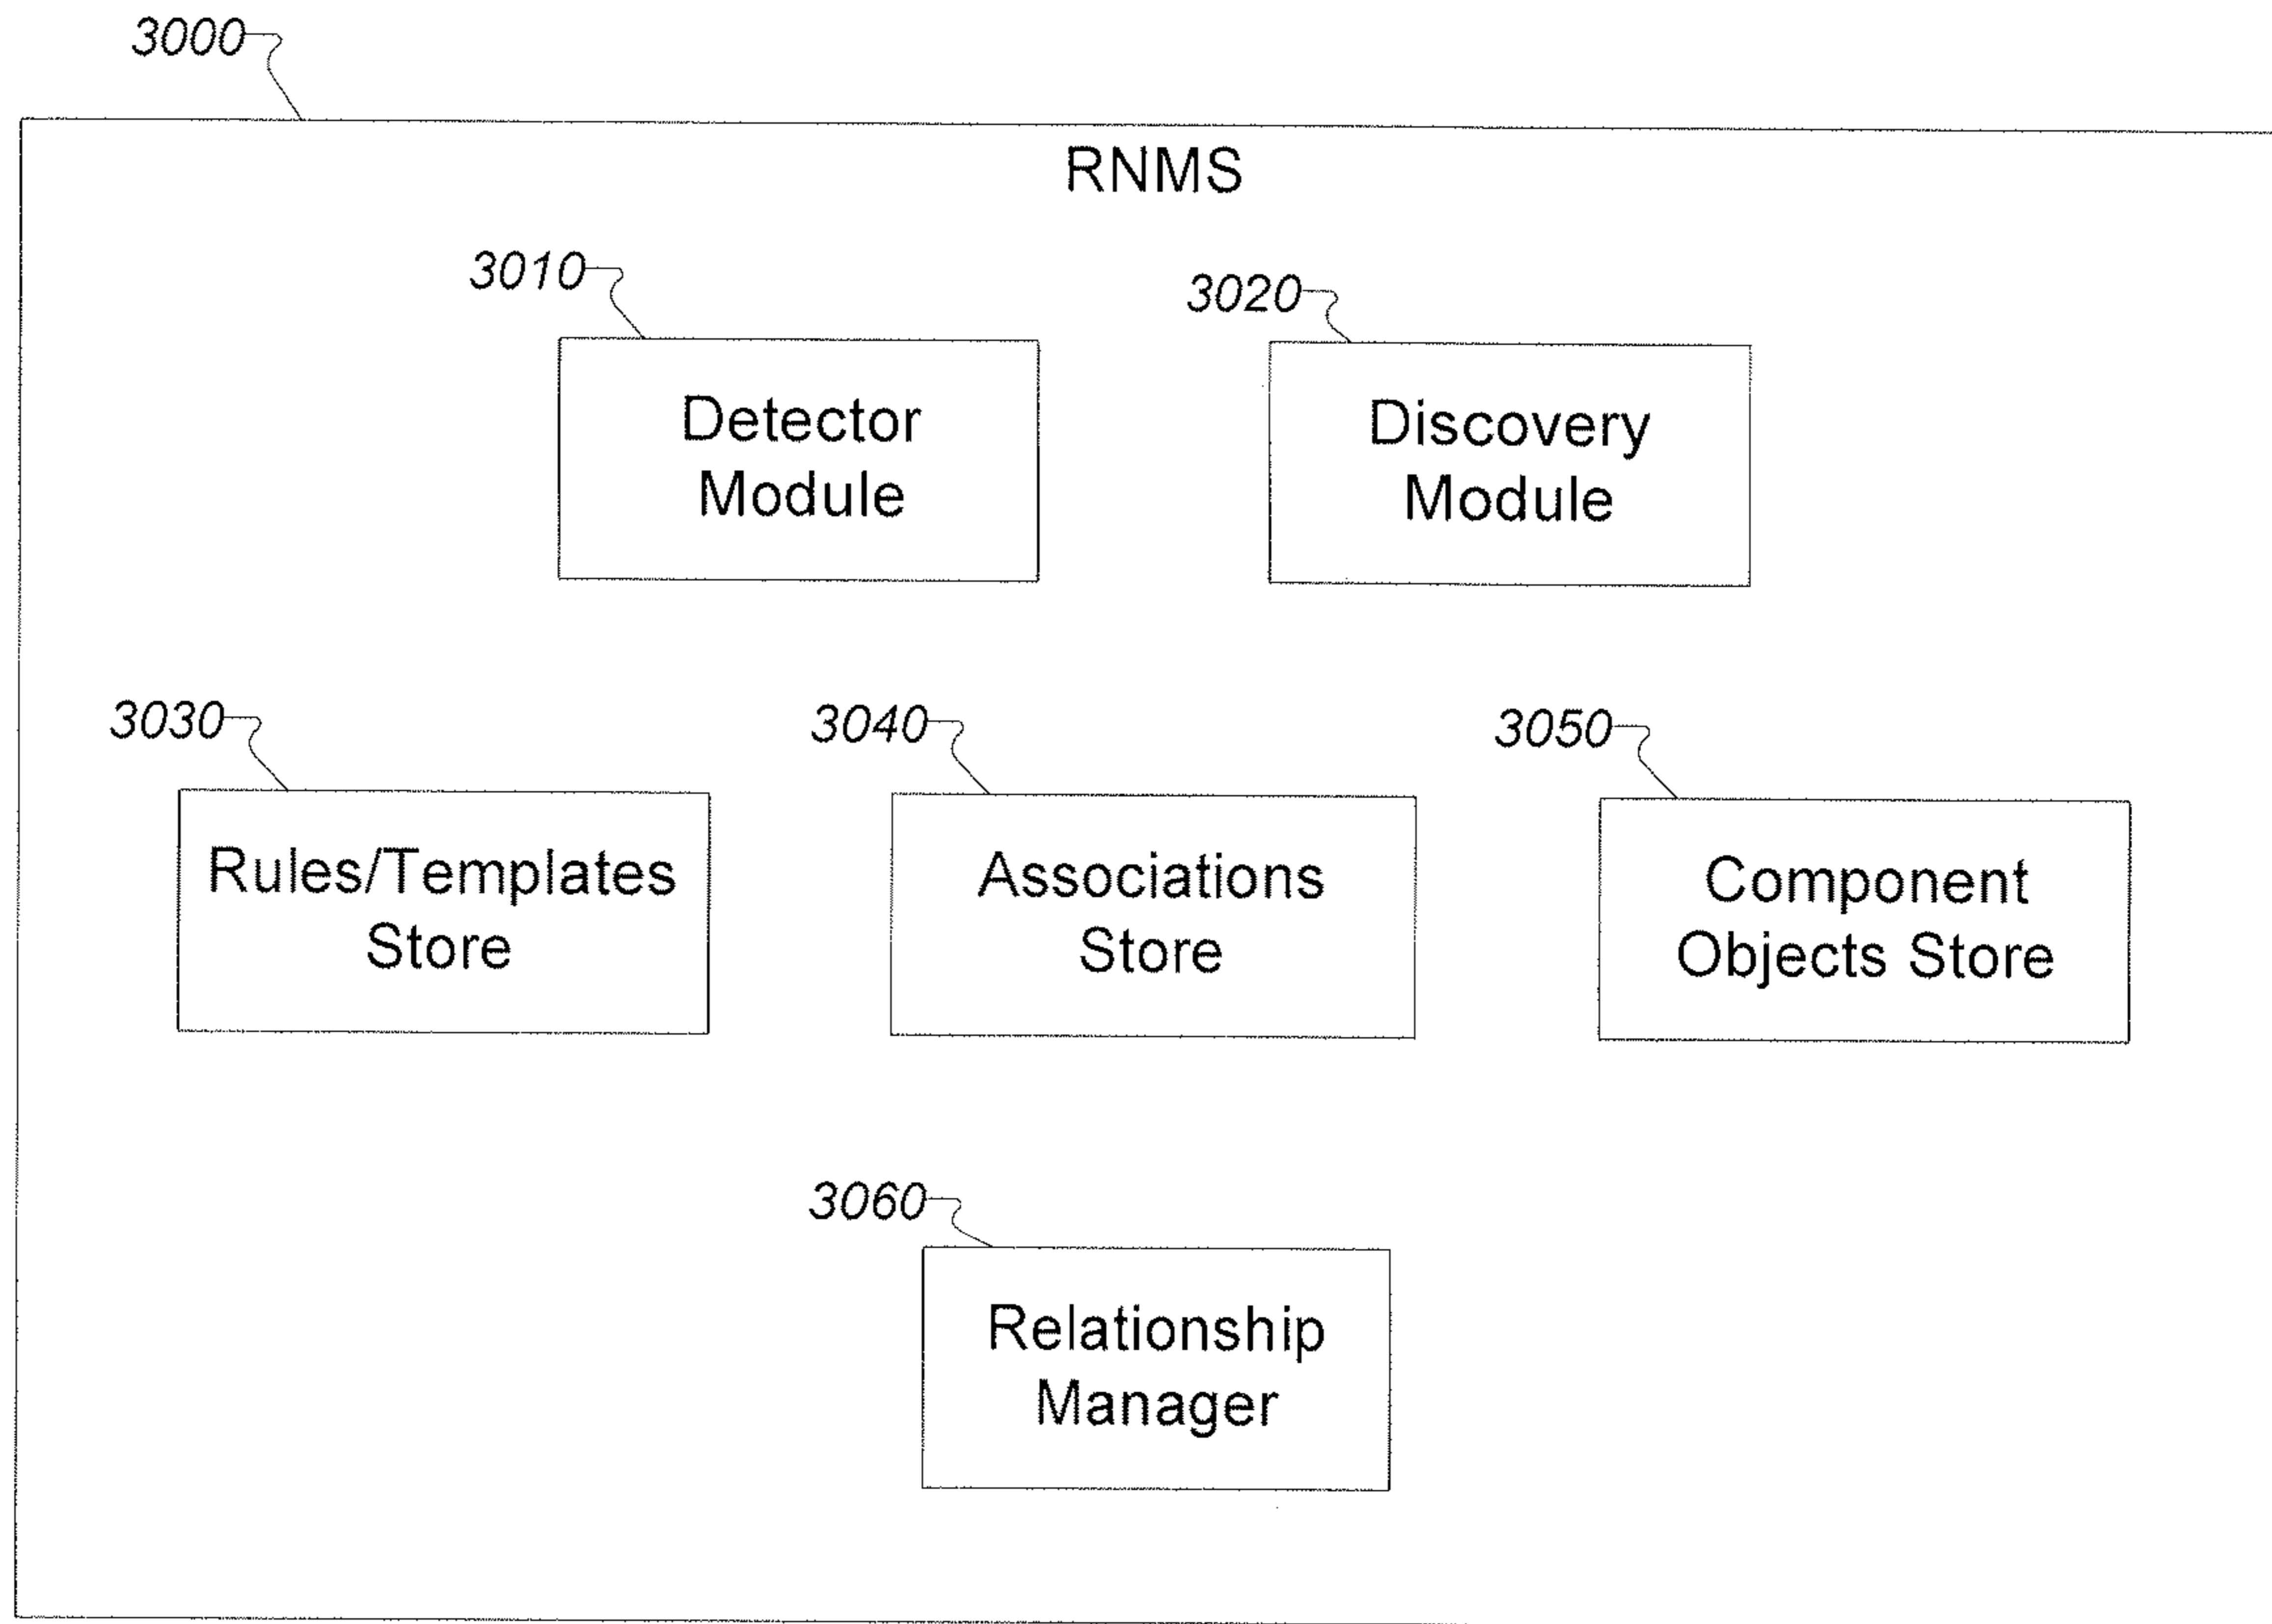 3000
RNMS
3010
3020
Detector
Module
Discovery
Module
3030
3040
3050
Rules/Templates
Store
Associations
Store
Component
Objects Store
3060
Relationship
Manager